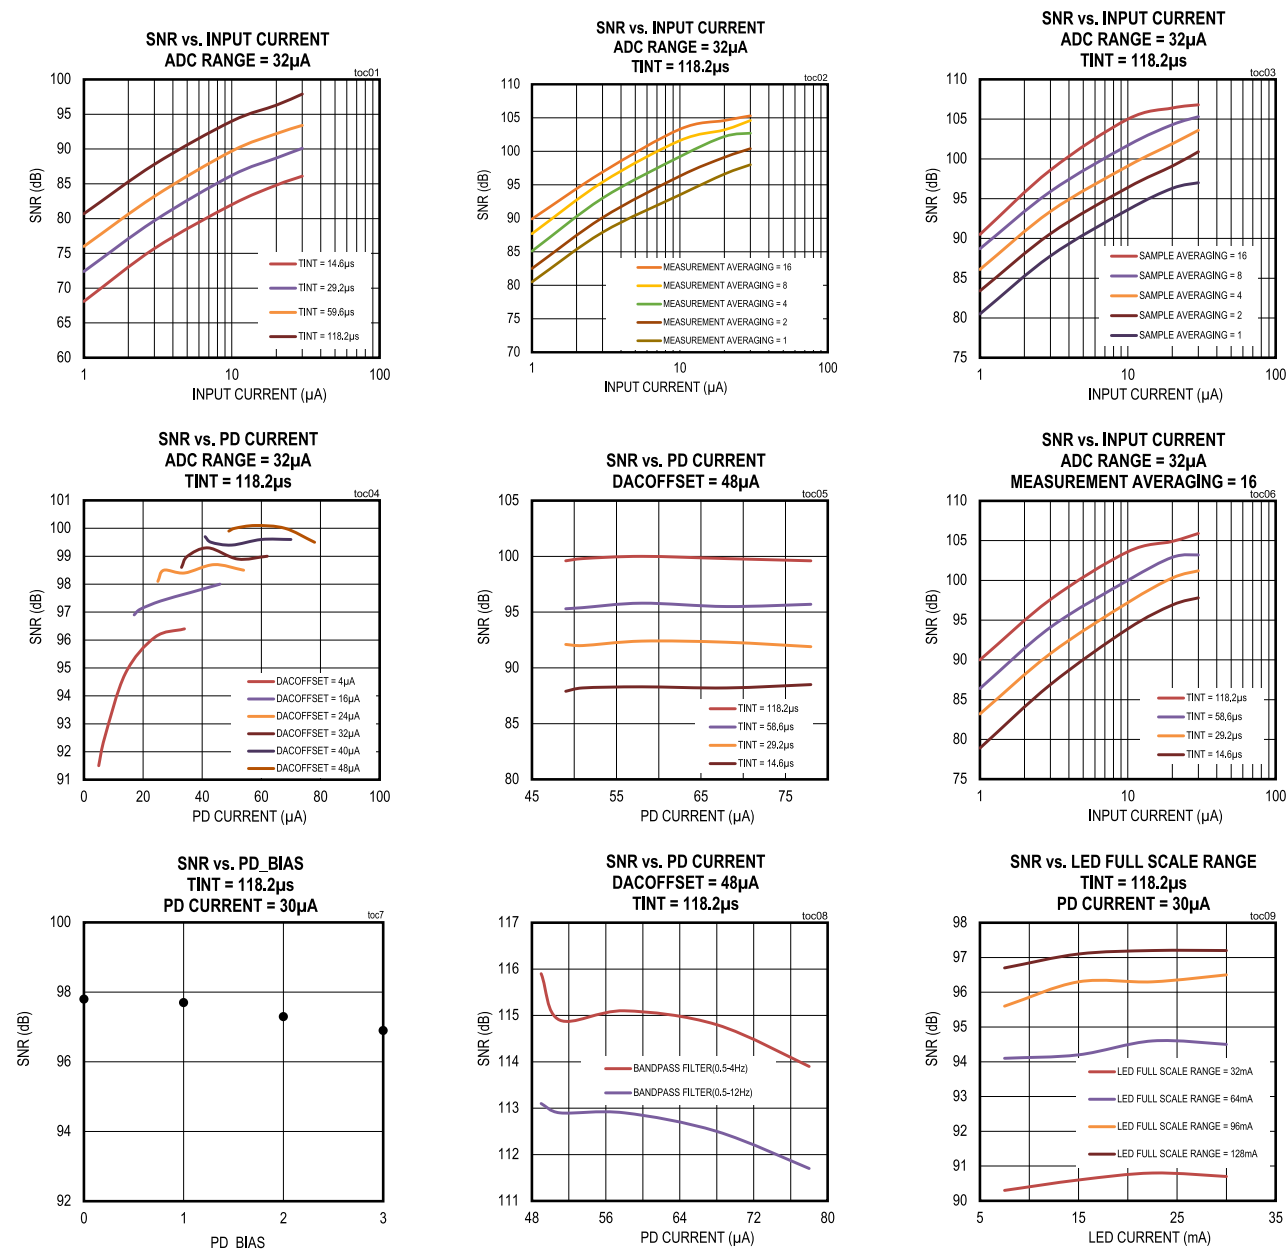 SNR vs. INPUT CURRENT
ADC RANGE = 32µA
toc01
SNR (dB)
100
95
90
85
80
75
70
65
60
TINT = 14.6µs
TINT = 29.2µs
TINT = 59.6µs
TINT = 118.2µs
1 10 100
INPUT CURRENT (µA)
SNR vs. INPUT CURRENT
ADC RANGE = 32µA
TINT = 118.2µs
toc02
SNR (dB)
110
105
100
95
90
85
80
75
70
MEASUREMENT AVERAGING = 16
MEASUREMENT AVERAGING = 8
MEASUREMENT AVERAGING = 4
MEASUREMENT AVERAGING = 2
MEASUREMENT AVERAGING = 1
1 10 100
INPUT CURRENT (µA)
SNR vs. INPUT CURRENT
ADC RANGE = 32µA
TINT = 118.2µs
toc03
SNR (dB)
110
105
100
95
90
85
80
75
SAMPLE AVERAGING = 16
SAMPLE AVERAGING = 8
SAMPLE AVERAGING = 4
SAMPLE AVERAGING = 2
SAMPLE AVERAGING = 1
1 10 100
INPUT CURRENT (µA)
SNR vs. PD CURRENT
ADC RANGE = 32µA
TINT = 118.2µs
toc04
SNR (dB)
101
100
99
98
97
96
95
94
93
92
91
DACOFFSET = 4µA
DACOFFSET = 16µA
DACOFFSET = 24µA
DACOFFSET = 32µA
DACOFFSET = 40µA
DACOFFSET = 48µA
0 20 40 60 80 100
PD CURRENT (µA)
SNR vs. PD CURRENT
DACOFFSET = 48µA
toc05
SNR (dB)
105
100
95
90
85
80
TINT = 118.2µs
TINT = 58.6µs
TINT = 29.2µs
TINT = 14.6µs
45 55 65 75
PD CURRENT (µA)
SNR vs. INPUT CURRENT
ADC RANGE = 32µA
MEASUREMENT AVERAGING = 16
toc06
SNR (dB)
110
105
100
95
90
85
80
75
TINT = 118.2µs
TINT = 58.6µs
TINT = 29.2µs
TINT = 14.6µs
1 10 100
INPUT CURRENT (µA)
SNR vs. PD_BIAS
TINT = 118.2µs
PD CURRENT = 30µA
toc7
SNR (dB)
100
98
96
94
92
0 1 2 3
PD BIAS
SNR vs. PD CURRENT
DACOFFSET = 48µA
TINT = 118.2µs
toc08
SNR (dB)
117
116
115
114
113
112
111
BANDPASS FILTER(0.5-4Hz)
BANDPASS FILTER(0.5-12Hz)
48 56 64 72 80
PD CURRENT (µA)
SNR vs. LED FULL SCALE RANGE
TINT = 118.2µs
PD CURRENT = 30µA
toc09
SNR (dB)
98
97
96
95
94
93
92
91
90
LED FULL SCALE RANGE = 32mA
LED FULL SCALE RANGE = 64mA
LED FULL SCALE RANGE = 96mA
LED FULL SCALE RANGE = 128mA
5 15 25 35
LED CURRENT (mA)